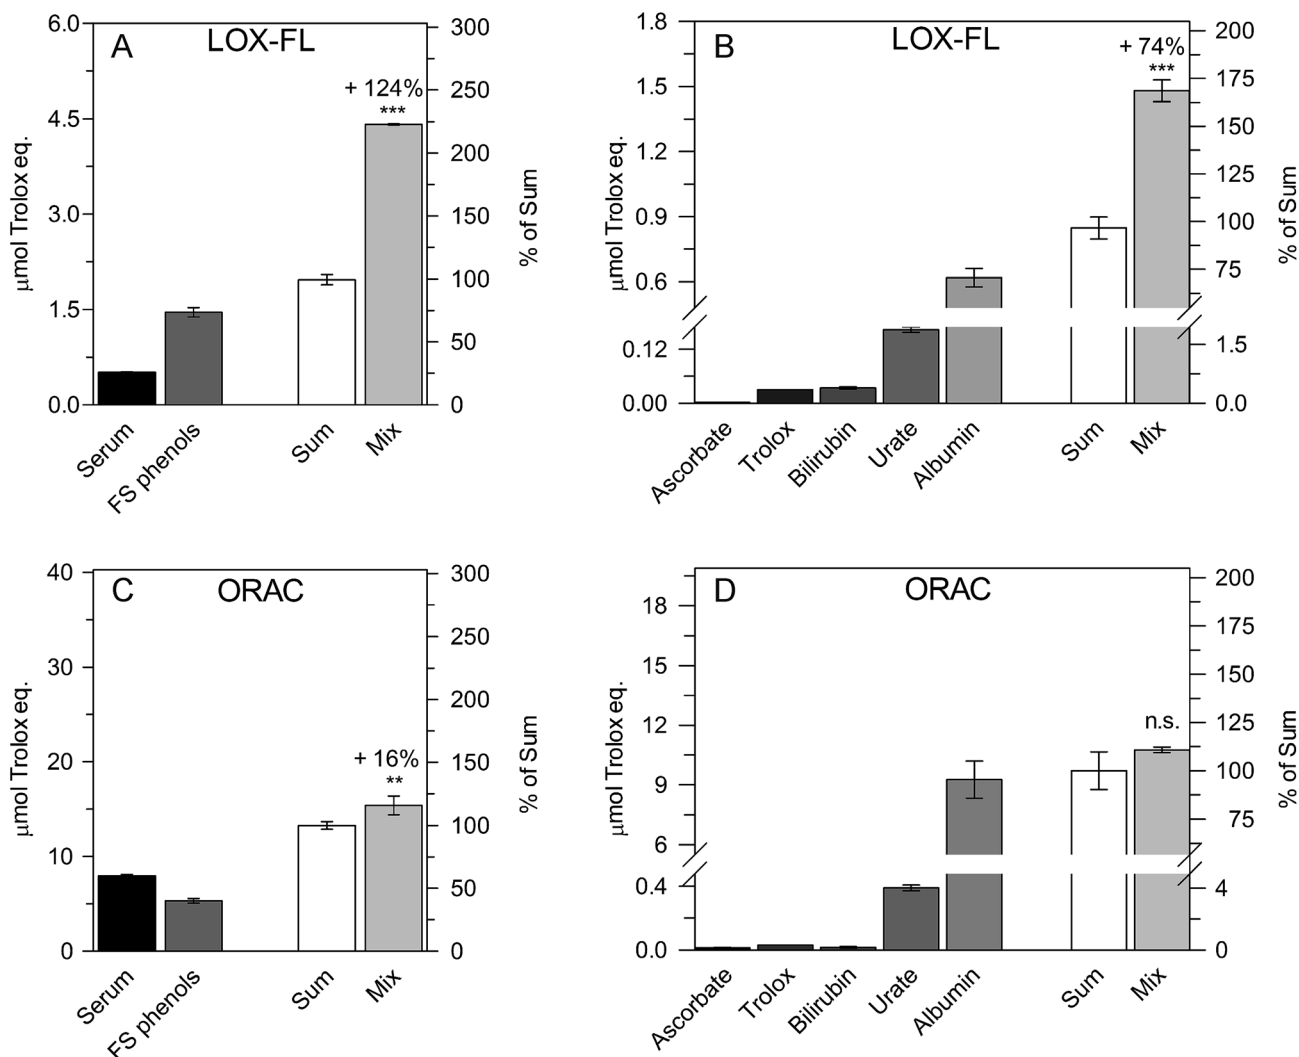 A
LOX-FL
6.0
4.5
3.0
1.5
0.0
μmol Trolox eq.
300
250
200
150
100
50
0
% of Sum
+ 124%
***
Serum
FS phenols
Sum
Mix
B
LOX-FL
1.8
1.5
1.2
0.9
0.6
0.12
0.00
μmol Trolox eq.
200
175
150
125
100
75
1.5
0.0
% of Sum
+ 74%
***
Ascorbate
Trolox
Bilirubin
Urate
Albumin
Sum
Mix
C
ORAC
40
30
20
10
0
μmol Trolox eq.
300
250
200
150
100
50
0
% of Sum
+ 16%
**
Serum
FS phenols
Sum
Mix
D
ORAC
18
15
12
9
6
0.4
0.0
μmol Trolox eq.
200
175
150
125
100
75
4
0
% of Sum
n.s.
Ascorbate
Trolox
Bilirubin
Urate
Albumin
Sum
Mix